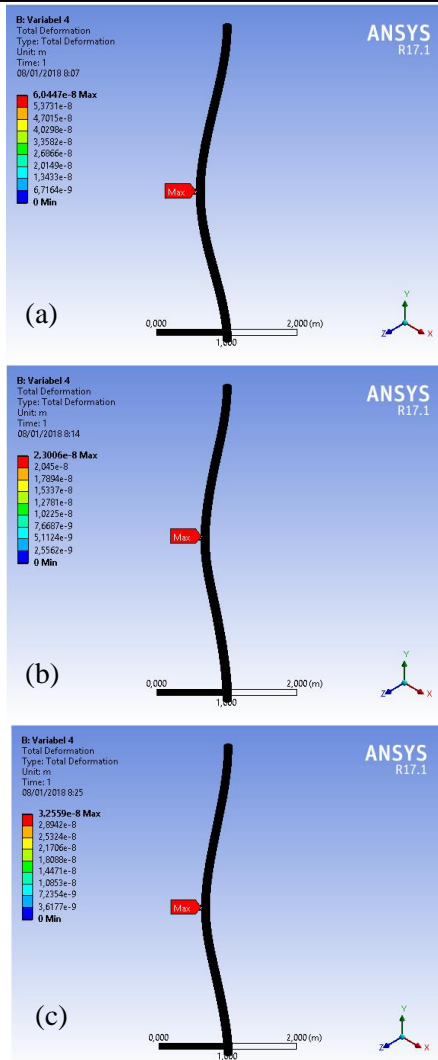 B: Variabel 4
Total Deformation
Type: Total Deformation
Unit: m
Time: 1
08/01/2018 8:07
6,0447e-8 Max
5,3731e-8
4,7015e-8
4,0298e-8
3,3582e-8
2,6866e-8
2,0149e-8
1,3433e-8
6,7164e-9
0 Min
ANSYS
R17.1
Max
(a)
0,000
2,000 (m)
1,000
Y
Z
X
B: Variabel 4
Total Deformation
Type: Total Deformation
Unit: m
Time: 1
08/01/2018 8:14
2,3006e-8 Max
2,045e-8
1,7894e-8
1,5337e-8
1,2781e-8
1,0225e-8
7,6687e-9
5,1124e-9
2,5562e-9
0 Min
ANSYS
R17.1
Max
(b)
0,000
2,000 (m)
1,000
Y
Z
X
B: Variabel 4
Total Deformation
Type: Total Deformation
Unit: m
Time: 1
08/01/2018 8:25
3,2559e-8 Max
2,8942e-8
2,5324e-8
2,1706e-8
1,8088e-8
1,4471e-8
1,0853e-8
7,2354e-9
3,6177e-9
0 Min
ANSYS
R17.1
Max
(c)
0,000
2,000 (m)
1,000
Y
Z
X